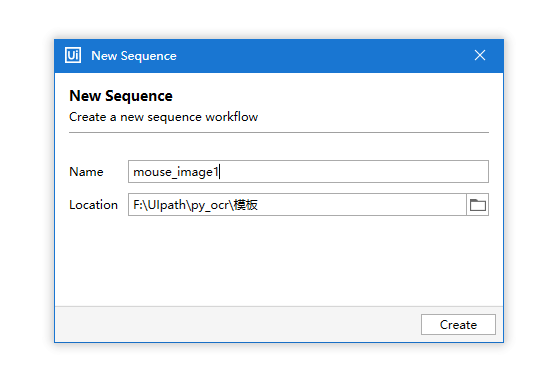 Ui New Sequence
New Sequence
Create a new sequence workflow
Name mouse_image1
Location F:\UIpath\py_ocr\模板
Create